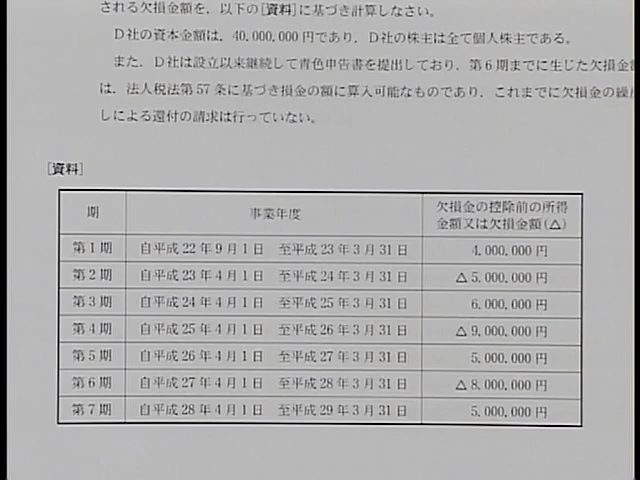 される欠損金額を，以下の[資料]に基づき計算しなさい。
D社の資本金額は，40,000,000円であり，D社の株主は全て個人株主である。
また，D社は設立以来継続して青色申告書を提出しており，第6期までに生じた欠損金額
は，法人税法第57条に基づき損金の額に算入可能なものであり，これまでに欠損金の繰戻
しによる還付の請求は行っていない。
[資料]
期 事業年度 欠損金の控除前の所得
金額又は欠損金額(△)
第1期 自平成22年9月1日 至平成23年3月31日 4,000,000円
第2期 自平成23年4月1日 至平成24年3月31日 △5,000,000円
第3期 自平成24年4月1日 至平成25年3月31日 6,000,000円
第4期 自平成25年4月1日 至平成26年3月31日 △9,000,000円
第5期 自平成26年4月1日 至平成27年3月31日 5,000,000円
第6期 自平成27年4月1日 至平成28年3月31日 △8,000,000円
第7期 自平成28年4月1日 至平成29年3月31日 5,000,000円